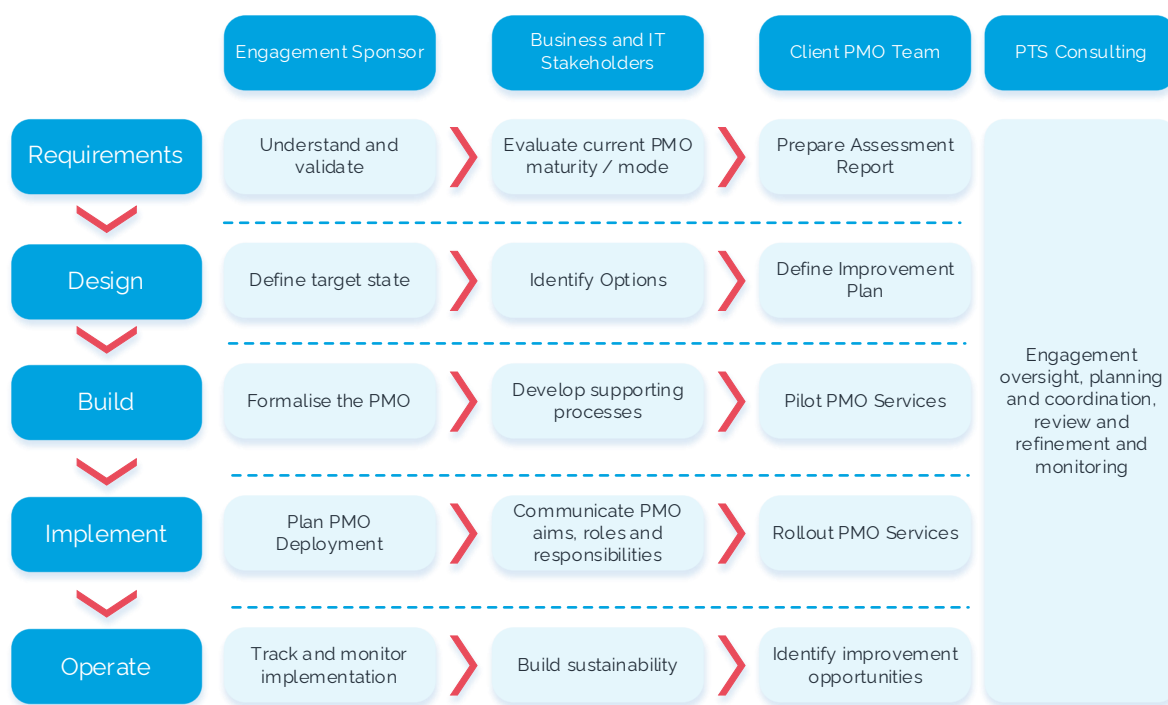 Engagement Sponsor
Business and IT
Stakeholders
Client PMO Team
PTS Consulting
Requirements
Understand and
validate
Evaluate current PMO
maturity / mode
Prepare Assessment
Report
Design
Define target state
Identify Options
Define Improvement
Plan
Build
Formalise the PMO
Develop supporting
processes
Pilot PMO Services
Engagement
oversight, planning
and coordination,
review and
refinement and
monitoring
Implement
Plan PMO
Deployment
Communicate PMO
aims, roles and
responsibilities
Rollout PMO Services
Operate
Track and monitor
implementation
Build sustainability
Identify improvement
opportunities